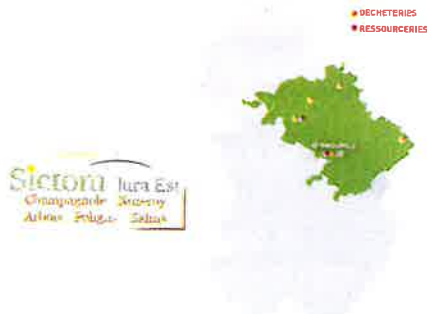 DECHETERIES
RESSOURCERIES
Sictom Jura Est
Champagnole Nozeroy
Arbois Poligny Salins